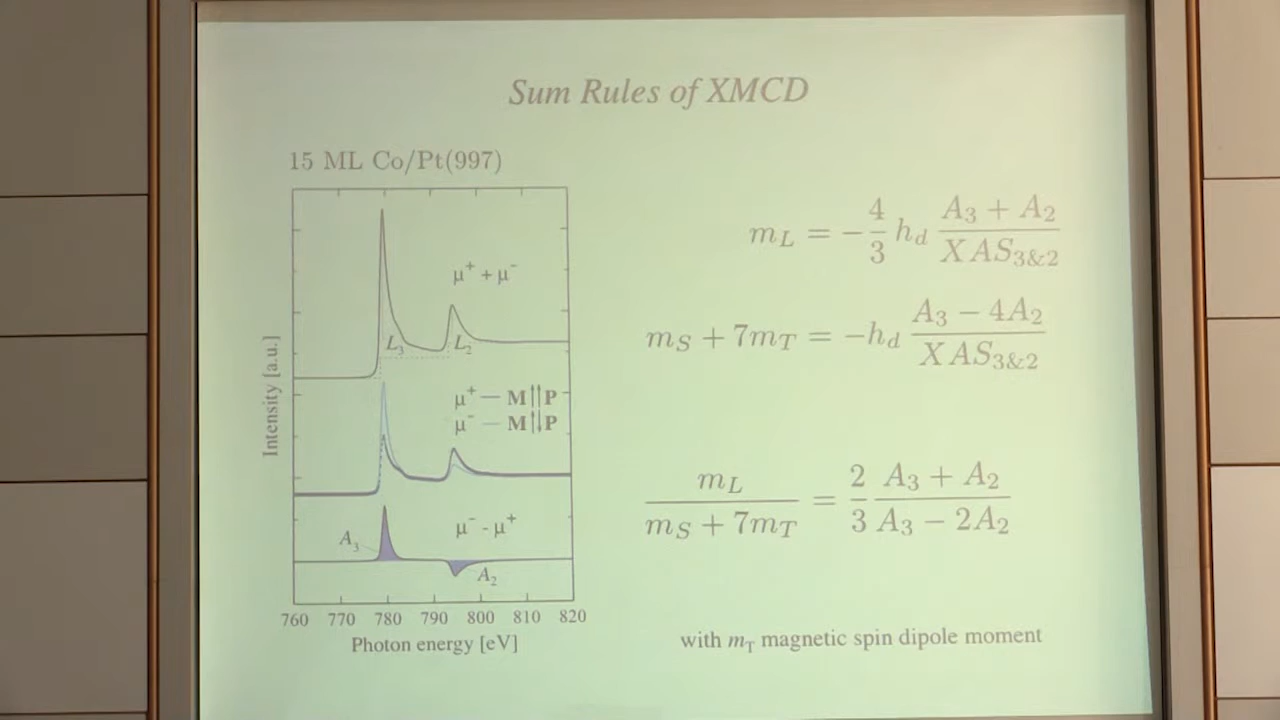 Sum Rules of XMCD
15 ML Co/Pt(997)
μ⁺ + μ⁻
L₃
L₂
μ⁺ — M⇈P
μ⁻ — M⇅P
μ⁻ - μ⁺
A₃
A₂
Intensity [a.u.]
760 770 780 790 800 810 820
Photon energy [eV]
m_L = −4/3 h_d (A₃ + A₂)/(XAS₃&₂)
m_S + 7m_T = −h_d (A₃ − 4A₂)/(XAS₃&₂)
m_L/(m_S + 7m_T) = 2/3 (A₃ + A₂)/(A₃ − 2A₂)
with m_T magnetic spin dipole moment